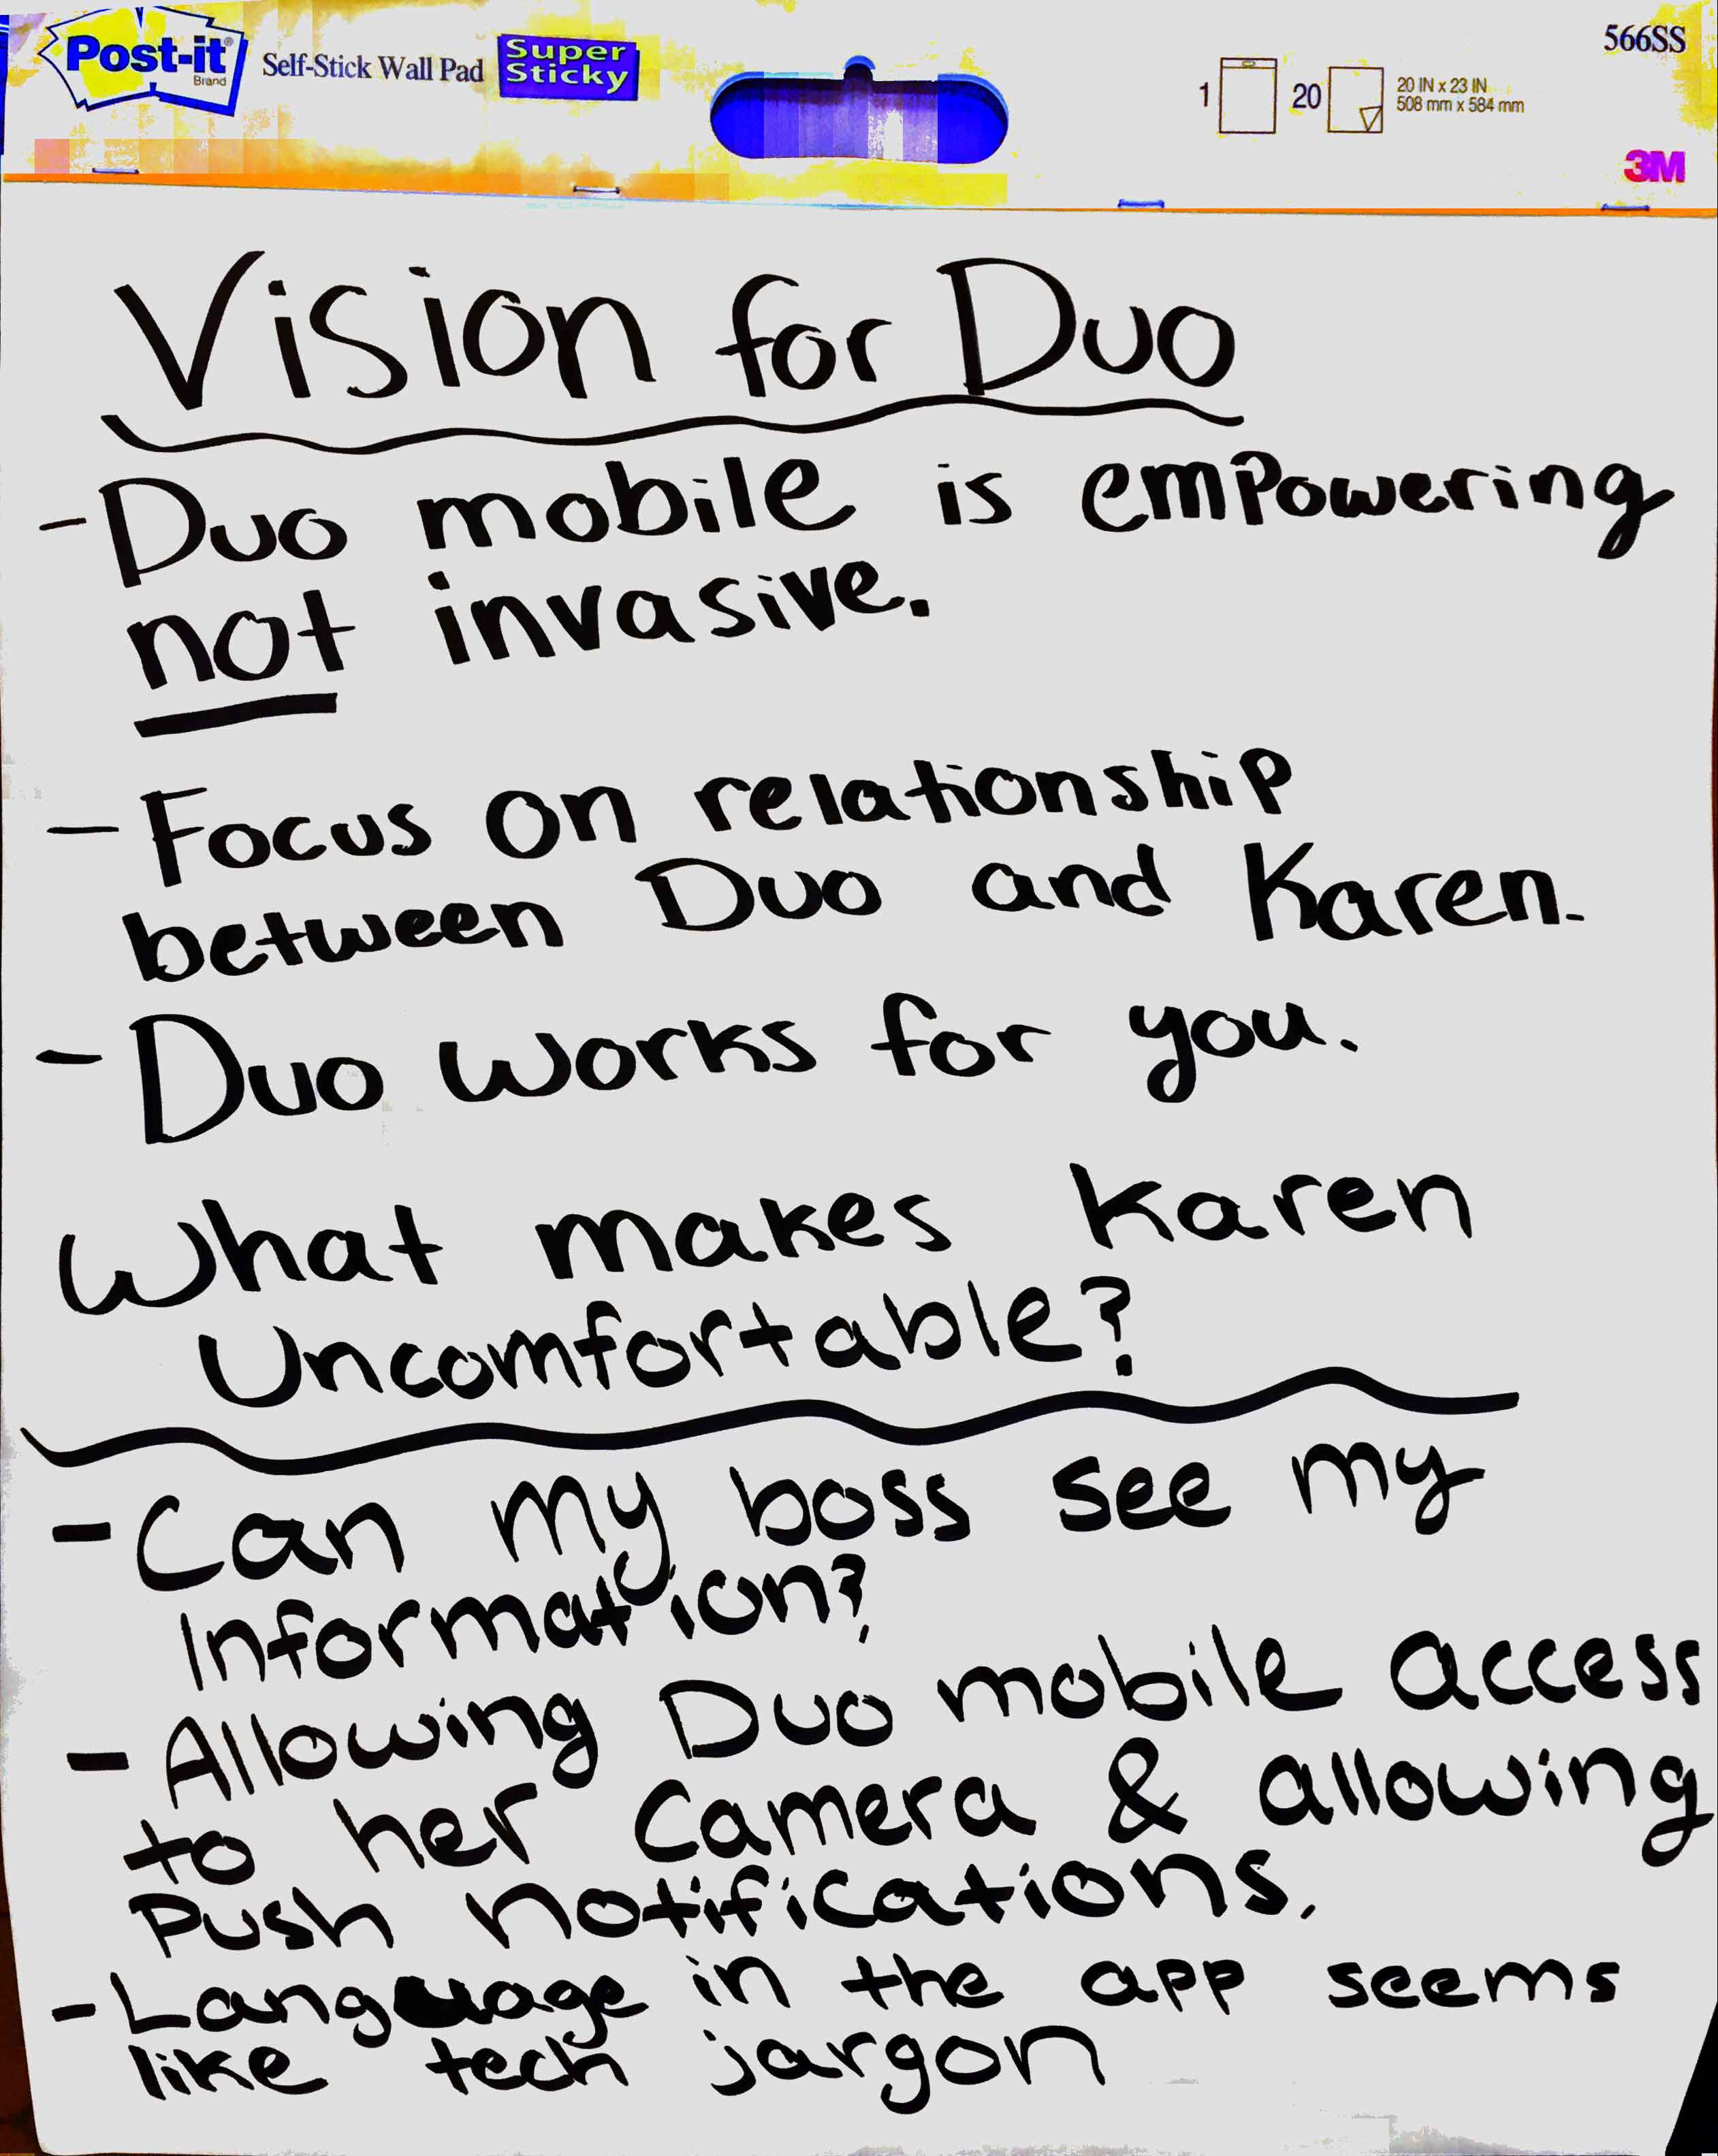 Post-it® Brand
Self-Stick Wall Pad
Super Sticky
1
20
20 IN x 23 IN
508 mm x 584 mm
566SS
3M
Vision for Duo
- Duo mobile is empowering
not invasive.
- Focus on relationship
between Duo and Karen.
- Duo works for you.
What makes Karen
Uncomfortable?
- Can my boss see my
Information?
- Allowing Duo mobile access
to her camera & allowing
Push notifications.
- Language in the app seems
like tech jargon